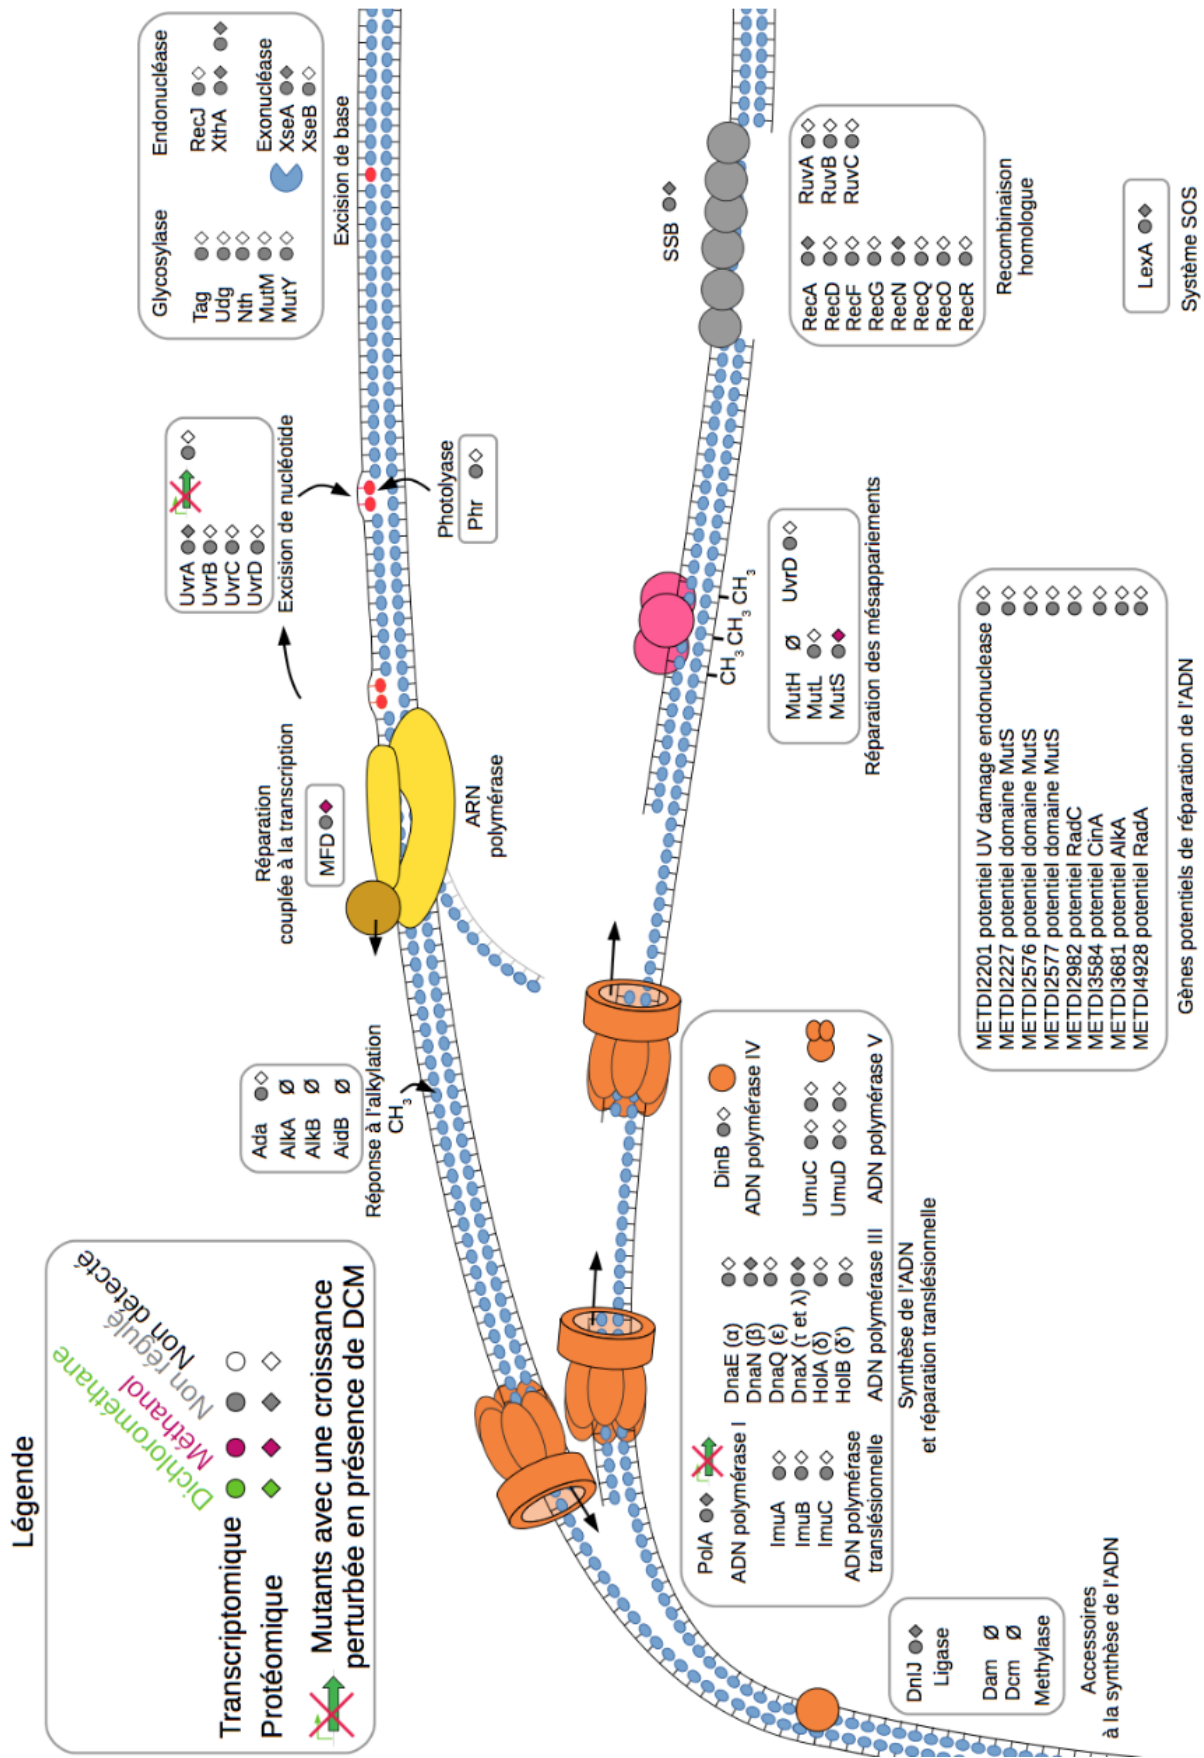 Légende
Dichlorométhane
Méthanol
Non régulé
Non détecté
Transcriptomique
Protéomique
Mutants avec une croissance
perturbée en présence de DCM
Ada
AlkA Ø
AlkB Ø
AidB Ø
Réponse à l'alkylation
CH3
Réparation
couplée à la transcription
MFD
ARN
polymérase
UvrA
UvrB
UvrC
UvrD
Excision de nucléotide
Photolyase
Phr
Glycosylase
Tag
Udg
Nth
MutM
MutY
Endonucléase
RecJ
XthA
Exonucléase
XseA
XseB
Excision de base
DnlJ
Ligase
Dam Ø
Dcm Ø
Methylase
Accessoires
à la synthèse de l'ADN
PolA
ADN polymérase I
ImuA
ImuB
ImuC
ADN polymérase
translésionnelle
DnaE (α)
DnaN (β)
DnaQ (ε)
DnaX (τ et λ)
HolA (δ)
HolB (δ')
ADN polymérase III
DinB
ADN polymérase IV
UmuC
UmuD
ADN polymérase V
Synthèse de l'ADN
et réparation translésionnelle
CH3 CH3 CH3
MutH Ø
MutL
MutS
UvrD
Réparation des mésappariements
SSB
RecA
RecD
RecF
RecG
RecN
RecQ
RecO
RecR
RuvA
RuvB
RuvC
Recombinaison
homologue
METDI2201 potentiel UV damage endonuclease
METDI2227 potentiel domaine MutS
METDI2576 potentiel domaine MutS
METDI2577 potentiel domaine MutS
METDI2982 potentiel RadC
METDI3584 potentiel CinA
METDI3681 potentiel AlkA
METDI4928 potentiel RadA
Gènes potentiels de réparation de l'ADN
LexA
Système SOS